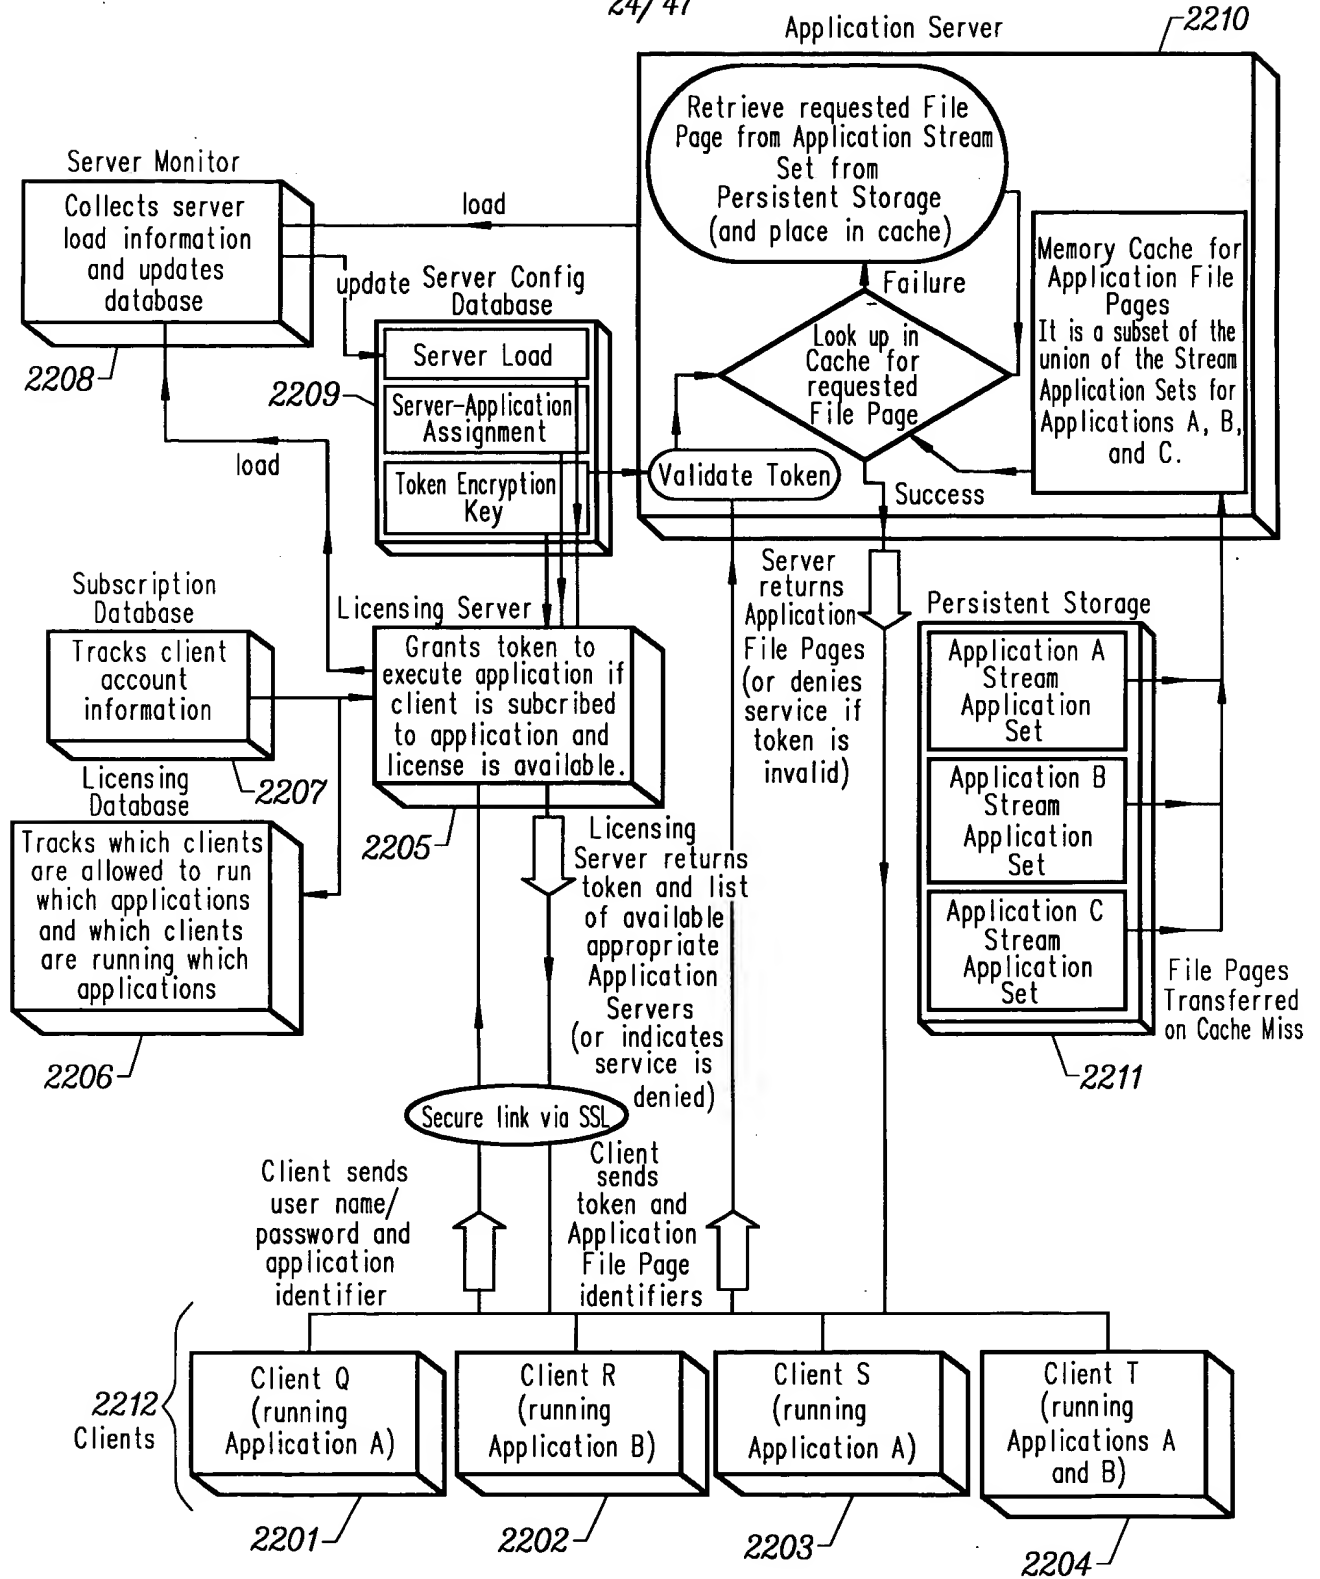 24/47
Application Server
2210
Retrieve requested File
Page from Application Stream
Set from
Persistent Storage
(and place in cache)
Server Monitor
Collects server
load information
and updates
database
2208
load
update
load
Server Config
Database
2209
Server Load
Server-Application
Assignment
Token Encryption
Key
Failure
Look up in
Cache for
requested
File Page
Validate Token
Success
Memory Cache for
Application File
Pages
It is a subset of the
union of the Stream
Application Sets for
Applications A, B,
and C.
Subscription
Database
Tracks client
account
information
2207
Licensing Server
Grants token to
execute application if
client is subcribed
to application and
license is available.
2205
Server
returns
Application
File Pages
(or denies
service if
token is
invalid)
Persistent Storage
Application A
Stream
Application
Set
Application B
Stream
Application
Set
Application C
Stream
Application
Set
2211
File Pages
Transferred
on Cache Miss
Licensing
Database
Tracks which clients
are allowed to run
which applications
and which clients
are running which
applications
2206
Licensing
Server returns
token and list
of available
appropriate
Application
Servers
(or indicates
service is
denied)
Secure link via SSL
Client sends
user name/
password and
application
identifier
Client
sends
token and
Application
File Page
identifiers
2212
Clients
Client Q
(running
Application A)
2201
Client R
(running
Application B)
2202
Client S
(running
Application A)
2203
Client T
(running
Applications A
and B)
2204